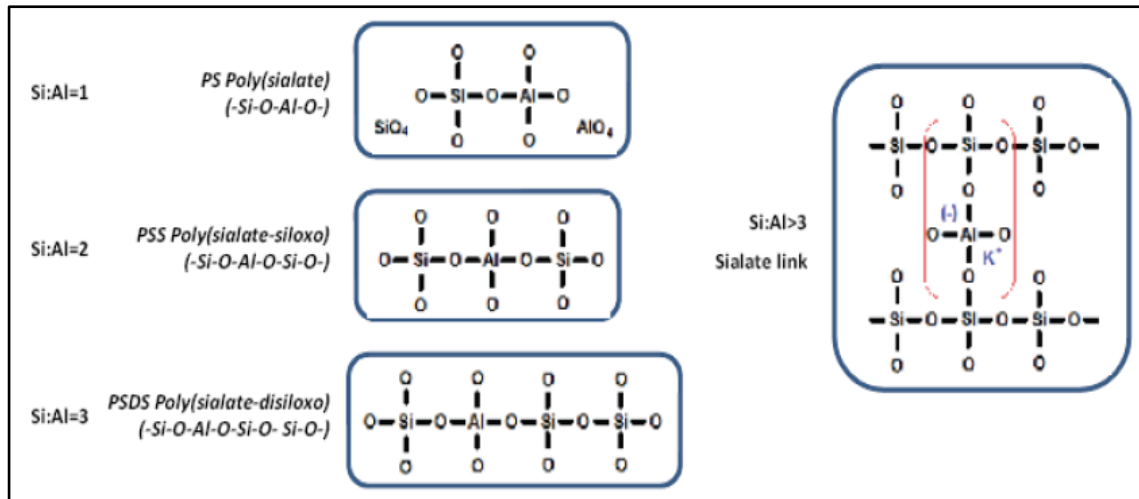 Si:Al=1
PS Poly(sialate)
(-Si-O-Al-O-)
O O
O Si O Al O
SiO₄ O O AlO₄
Si:Al=2
PSS Poly(sialate-siloxo)
(-Si-O-Al-O-Si-O-)
O O O
O Si O Al O Si O
O O O
Si:Al=3
PSDS Poly(sialate-disiloxo)
(-Si-O-Al-O-Si-O- Si-O-)
O O O O
O Si O Al O Si O Si O
O O O O
Si:Al>3
Sialate link
O O O
Si O Si O Si O
O O O
(-)
O Al O
K⁺
O O O
Si O Si O Si O
O O O